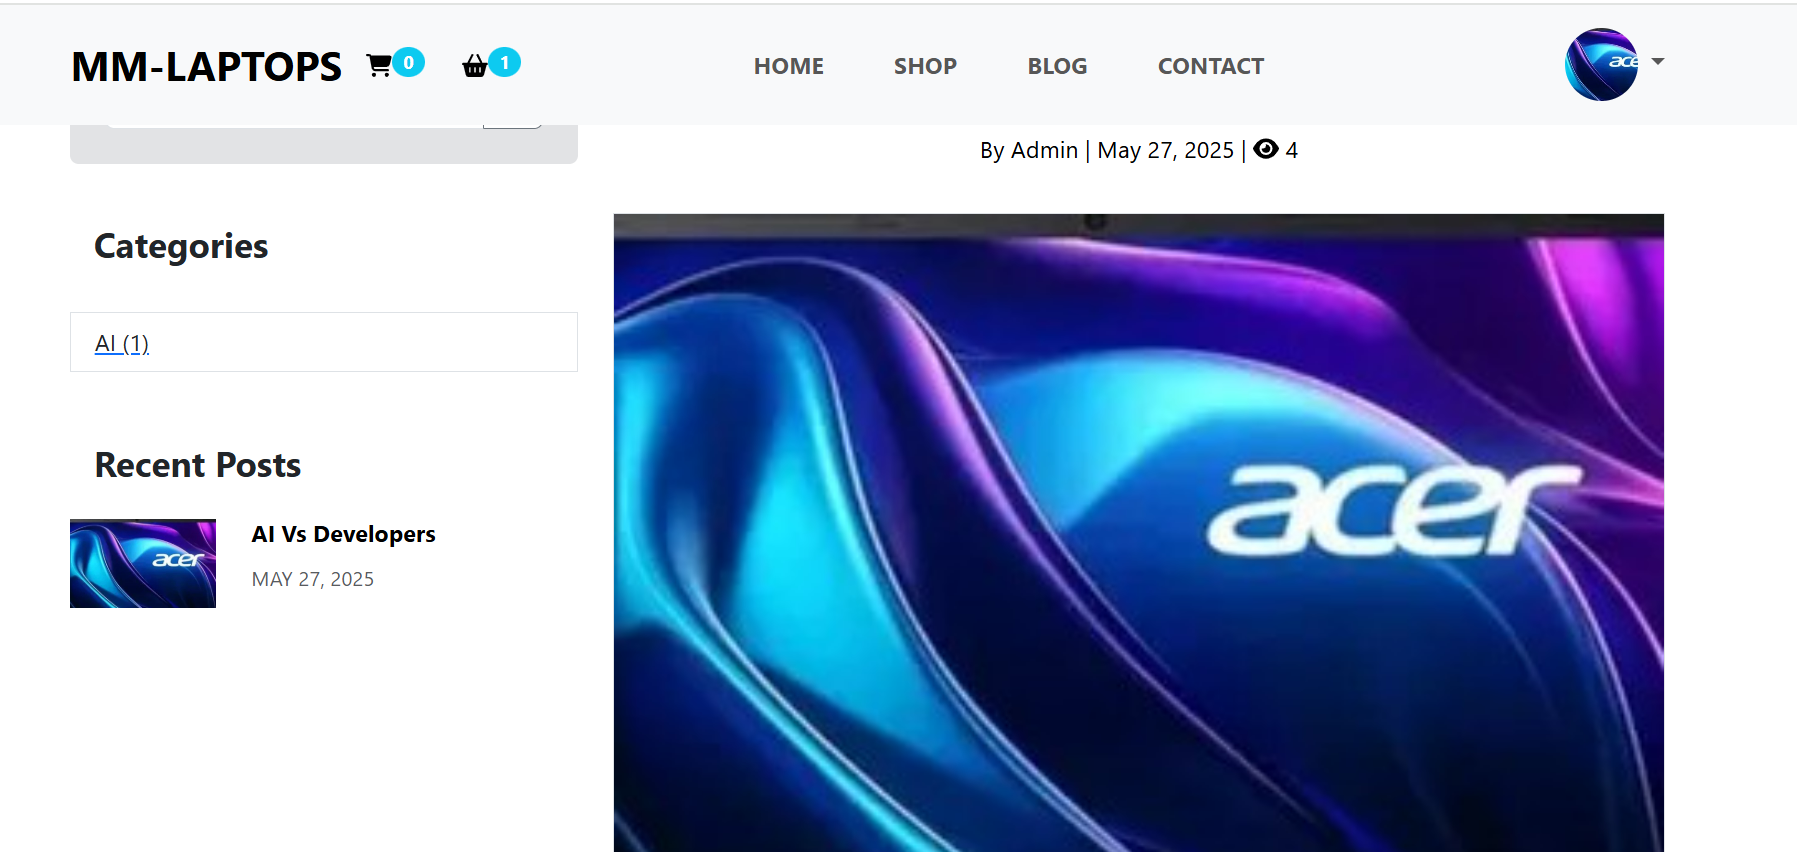 MM-LAPTOPS 0 1 HOME SHOP BLOG CONTACT acer
By Admin | May 27, 2025 | 4
Categories
AI (1)
Recent Posts
acer
AI Vs Developers
MAY 27, 2025
acer